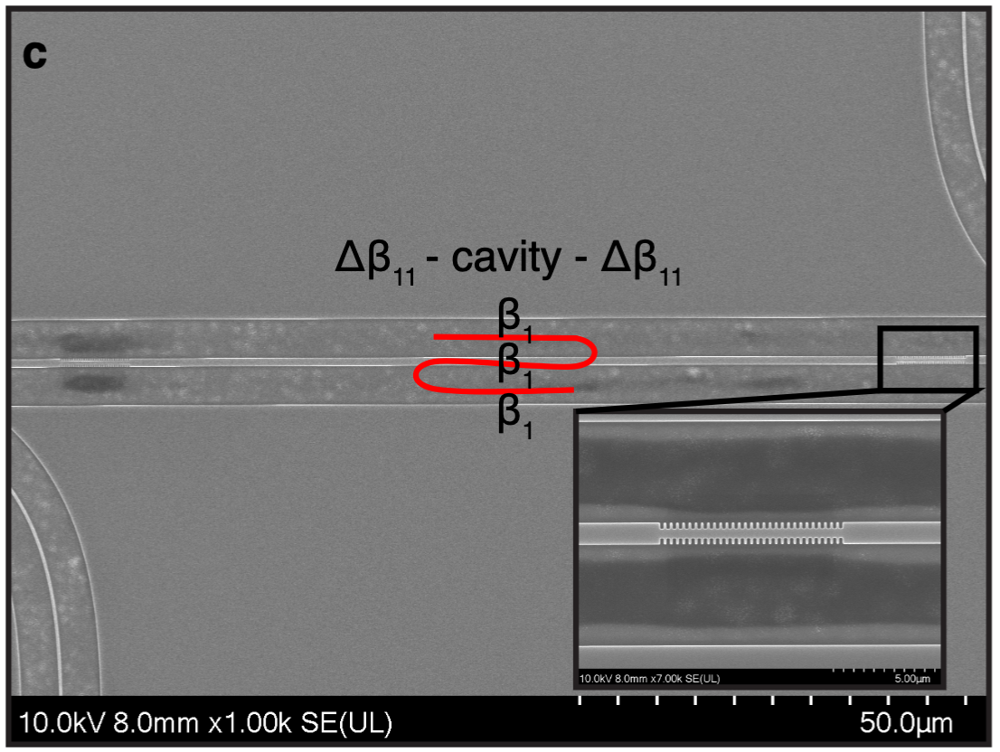 c
Δβ₁₁ - cavity - Δβ₁₁
β₁
β₁
β₁
10.0kV 8.0mm x7.00k SE(UL) 5.00µm
10.0kV 8.0mm x1.00k SE(UL) 50.0µm